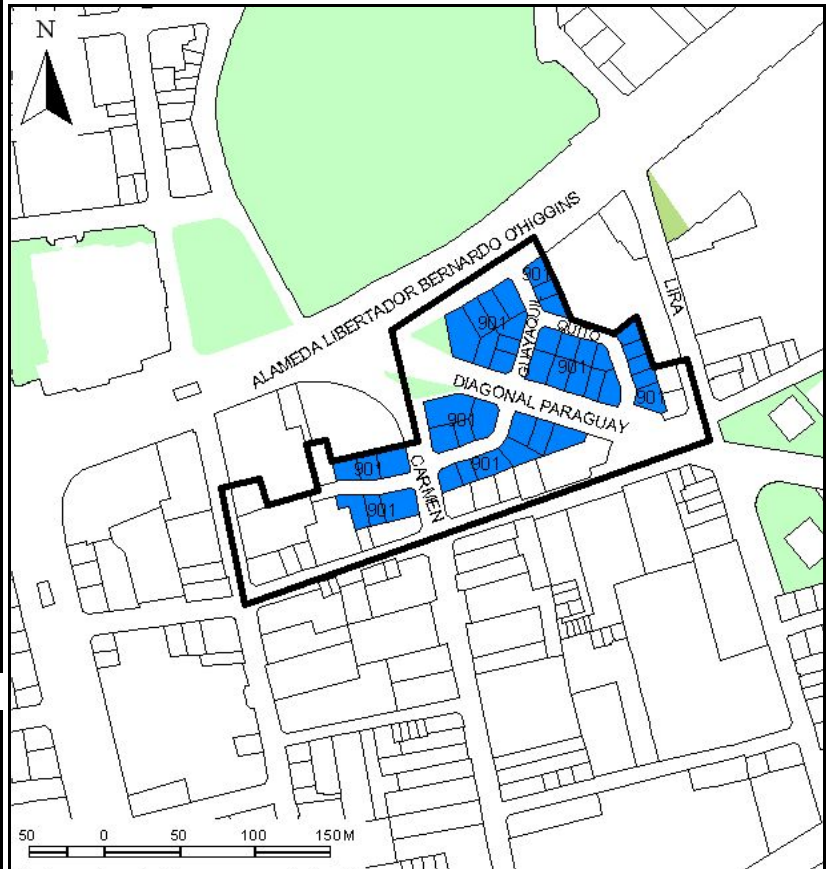 N
ALAMEDA LIBERTADOR BERNARDO O'HIGGINS
901
LIRA
901
GUAYAQUIL
QUITO
901
DIAGONAL PARAGUAY
901
901
901
901
CARMEN
901
50 0 50 100 150 M